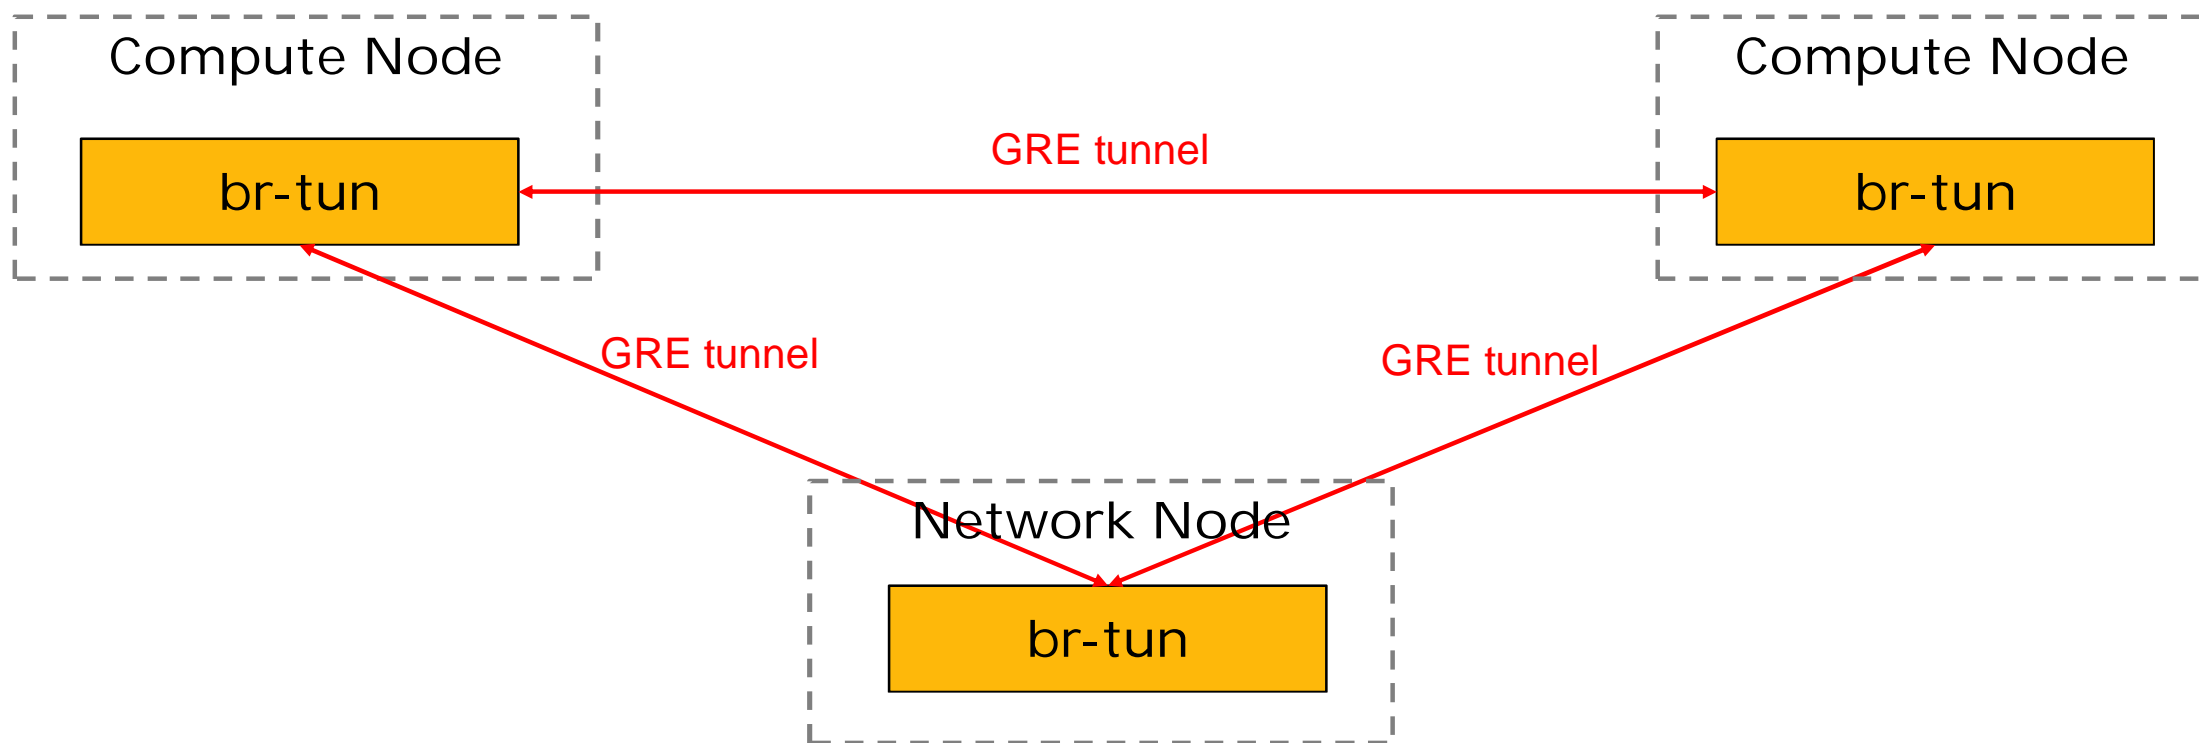 Compute Node
Compute Node
GRE tunnel
br-tun
br-tun
GRE tunnel
GRE tunnel
Network Node
br-tun